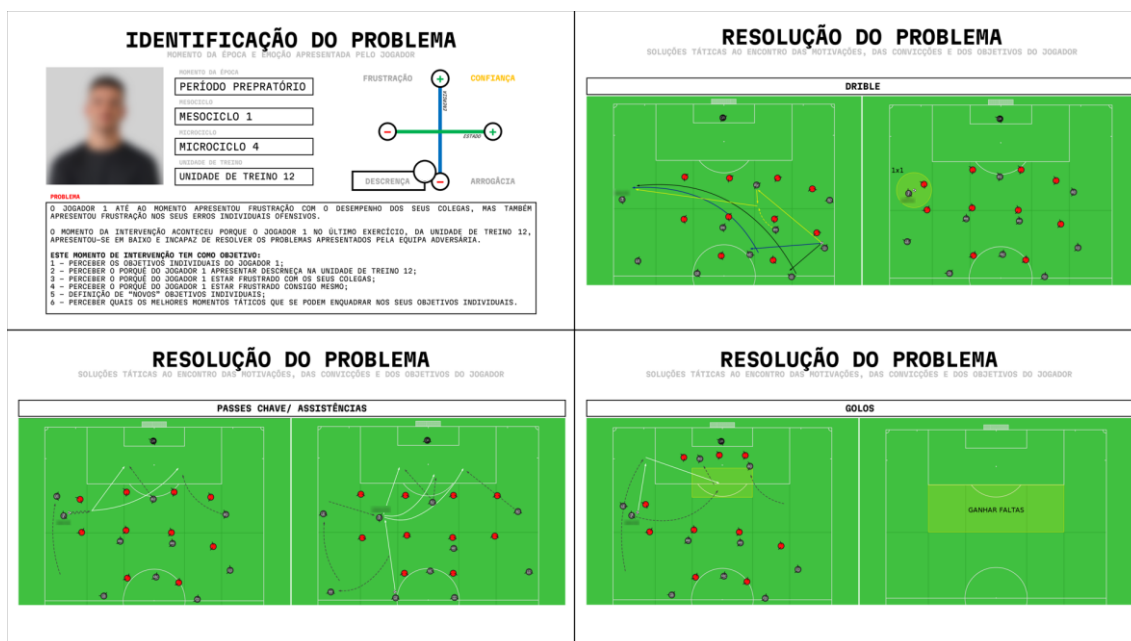 IDENTIFICAÇÃO DO PROBLEMA
MOMENTO DA ÉPOCA E EMOÇÃO APRESENTADA PELO JOGADOR
MOMENTO DA ÉPOCA
PERÍODO PREPRATÓRIO
MESOCICLO
MESOCICLO 1
MICROCICLO
MICROCICLO 4
UNIDADE DE TREINO
UNIDADE DE TREINO 12
FRUSTRAÇÃO
CONFIANÇA
ENERGIA
ESTADO
DESCRENÇA
ARROGÂCIA
PROBLEMA
O JOGADOR 1 ATÉ AO MOMENTO APRESENTOU FRUSTRAÇÃO COM O DESEMPENHO DOS SEUS COLEGAS, MAS TAMBÉM
APRESENTOU FRUSTRAÇÃO NOS SEUS ERROS INDIVIDUAIS OFENSIVOS.
O MOMENTO DA INTERVENÇÃO ACONTECEU PORQUE O JOGADOR 1 NO ÚLTIMO EXERCÍCIO, DA UNIDADE DE TREINO 12,
APRESENTOU-SE EM BAIXO E INCAPAZ DE RESOLVER OS PROBLEMAS APRESENTADOS PELA EQUIPA ADVERSÁRIA.
ESTE MOMENTO DE INTERVENÇÃO TEM COMO OBJETIVO:
1 – PERCEBER OS OBJETIVOS INDIVIDUAIS DO JOGADOR 1;
2 – PERCEBER O PORQUÊ DO JOGADOR 1 APRESENTAR DESCRNEÇA NA UNIDADE DE TREINO 12;
3 – PERCEBER O PORQUÊ DO JOGADOR 1 ESTAR FRUSTRADO COM OS SEUS COLEGAS;
4 – PERCEBER O PORQUÊ DO JOGADOR 1 ESTAR FRUSTRADO CONSIGO MESMO;
5 – DEFINIÇÃO DE "NOVOS" OBJETIVOS INDIVIDUAIS;
6 – PERCEBER QUAIS OS MELHORES MOMENTOS TÁTICOS QUE SE PODEM ENQUADRAR NOS SEUS OBJETIVOS INDIVIDUAIS.
RESOLUÇÃO DO PROBLEMA
SOLUÇÕES TÁTICAS AO ENCONTRO DAS MOTIVAÇÕES, DAS CONVICÇÕES E DOS OBJETIVOS DO JOGADOR
DRIBLE
1x1
RESOLUÇÃO DO PROBLEMA
SOLUÇÕES TÁTICAS AO ENCONTRO DAS MOTIVAÇÕES, DAS CONVICÇÕES E DOS OBJETIVOS DO JOGADOR
PASSES CHAVE/ ASSISTÊNCIAS
RESOLUÇÃO DO PROBLEMA
SOLUÇÕES TÁTICAS AO ENCONTRO DAS MOTIVAÇÕES, DAS CONVICÇÕES E DOS OBJETIVOS DO JOGADOR
GOLOS
GANHAR FALTAS